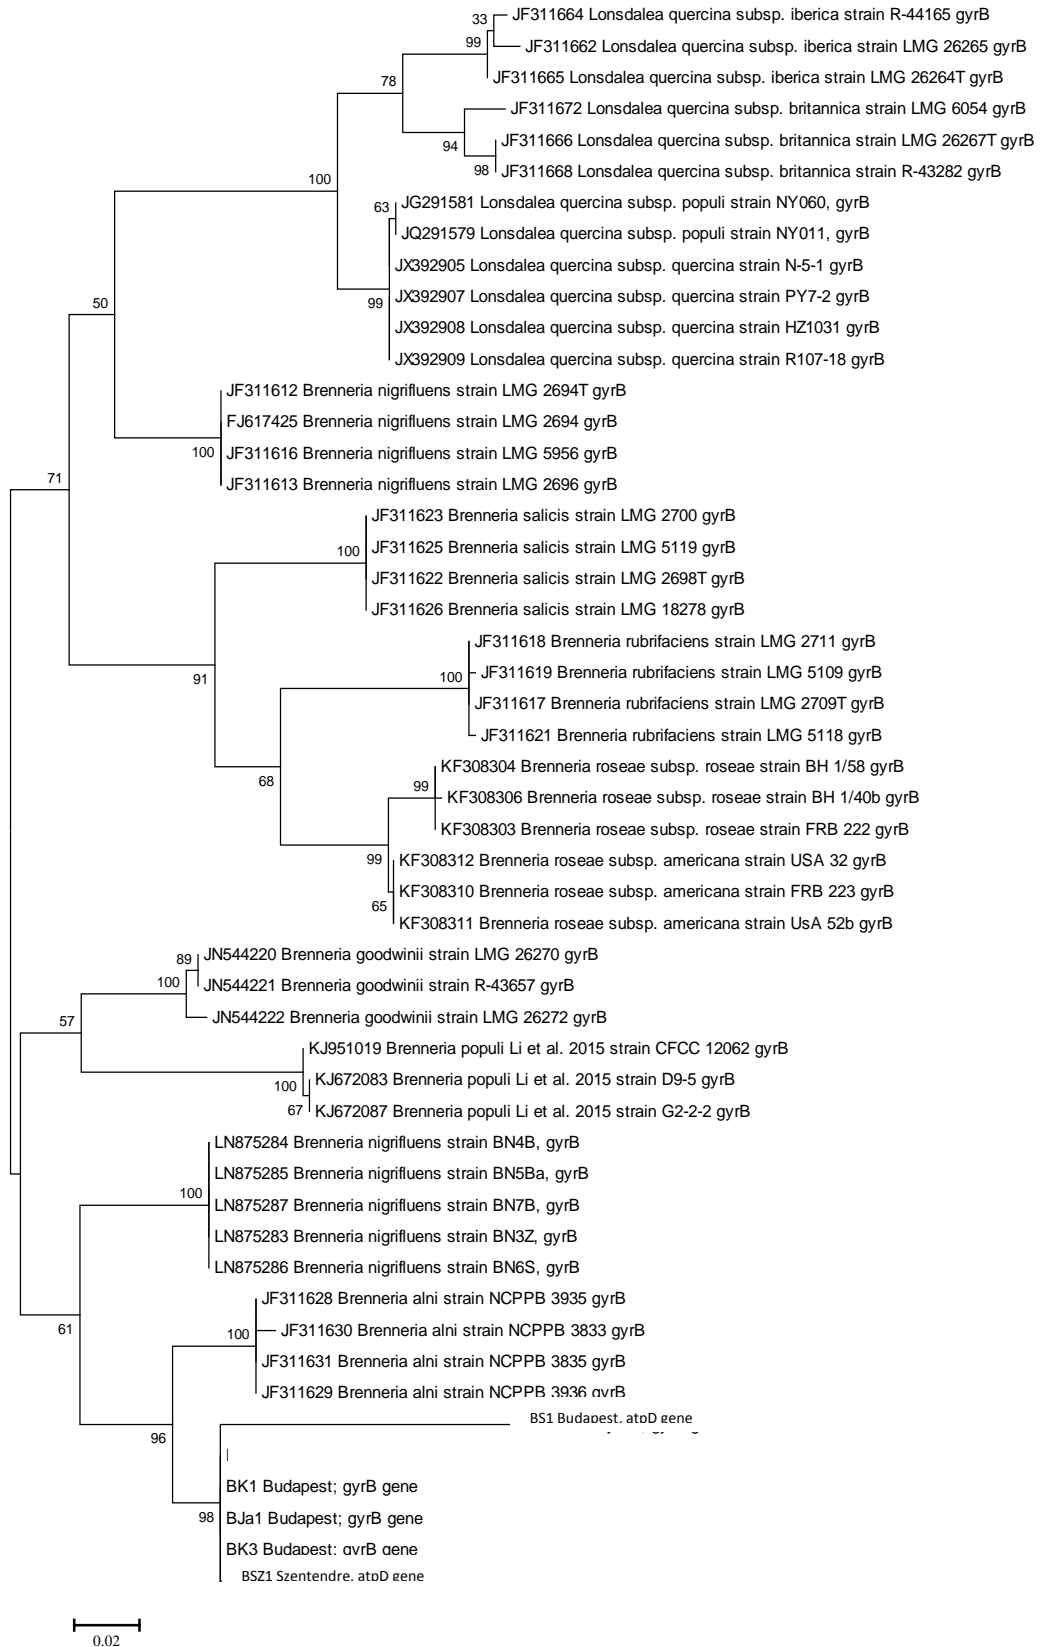 33
JF311664 Lonsdalea quercina subsp. iberica strain R-44165 gyrB
99
JF311662 Lonsdalea quercina subsp. iberica strain LMG 26265 gyrB
JF311665 Lonsdalea quercina subsp. iberica strain LMG 26264T gyrB
78
JF311672 Lonsdalea quercina subsp. britannica strain LMG 6054 gyrB
94
JF311666 Lonsdalea quercina subsp. britannica strain LMG 26267T gyrB
98
JF311668 Lonsdalea quercina subsp. britannica strain R-43282 gyrB
100
63
JG291581 Lonsdalea quercina subsp. populi strain NY060, gyrB
JQ291579 Lonsdalea quercina subsp. populi strain NY011, gyrB
JX392905 Lonsdalea quercina subsp. quercina strain N-5-1 gyrB
99
JX392907 Lonsdalea quercina subsp. quercina strain PY7-2 gyrB
50
JX392908 Lonsdalea quercina subsp. quercina strain HZ1031 gyrB
JX392909 Lonsdalea quercina subsp. quercina strain R107-18 gyrB
JF311612 Brenneria nigrifluens strain LMG 2694T gyrB
FJ617425 Brenneria nigrifluens strain LMG 2694 gyrB
100
JF311616 Brenneria nigrifluens strain LMG 5956 gyrB
71
JF311613 Brenneria nigrifluens strain LMG 2696 gyrB
JF311623 Brenneria salicis strain LMG 2700 gyrB
100
JF311625 Brenneria salicis strain LMG 5119 gyrB
JF311622 Brenneria salicis strain LMG 2698T gyrB
JF311626 Brenneria salicis strain LMG 18278 gyrB
JF311618 Brenneria rubrifaciens strain LMG 2711 gyrB
91
100
JF311619 Brenneria rubrifaciens strain LMG 5109 gyrB
JF311617 Brenneria rubrifaciens strain LMG 2709T gyrB
JF311621 Brenneria rubrifaciens strain LMG 5118 gyrB
68
KF308304 Brenneria roseae subsp. roseae strain BH 1/58 gyrB
99
KF308306 Brenneria roseae subsp. roseae strain BH 1/40b gyrB
KF308303 Brenneria roseae subsp. roseae strain FRB 222 gyrB
99
KF308312 Brenneria roseae subsp. americana strain USA 32 gyrB
KF308310 Brenneria roseae subsp. americana strain FRB 223 gyrB
65
KF308311 Brenneria roseae subsp. americana strain UsA 52b gyrB
89
JN544220 Brenneria goodwinii strain LMG 26270 gyrB
100
JN544221 Brenneria goodwinii strain R-43657 gyrB
57
JN544222 Brenneria goodwinii strain LMG 26272 gyrB
KJ951019 Brenneria populi Li et al. 2015 strain CFCC 12062 gyrB
100
KJ672083 Brenneria populi Li et al. 2015 strain D9-5 gyrB
67
KJ672087 Brenneria populi Li et al. 2015 strain G2-2-2 gyrB
LN875284 Brenneria nigrifluens strain BN4B, gyrB
LN875285 Brenneria nigrifluens strain BN5Ba, gyrB
100
LN875287 Brenneria nigrifluens strain BN7B, gyrB
LN875283 Brenneria nigrifluens strain BN3Z, gyrB
LN875286 Brenneria nigrifluens strain BN6S, gyrB
61
JF311628 Brenneria alni strain NCPPB 3935 gyrB
100
JF311630 Brenneria alni strain NCPPB 3833 gyrB
JF311631 Brenneria alni strain NCPPB 3835 gyrB
JF311629 Brenneria alni strain NCPPB 3936 gyrB
96
BS1 Budapest, atpD gene
BK1 Budapest; gyrB gene
98
BJa1 Budapest; gyrB gene
BK3 Budapest; gyrB gene
BSZ1 Szentendre, atpD gene
0.02